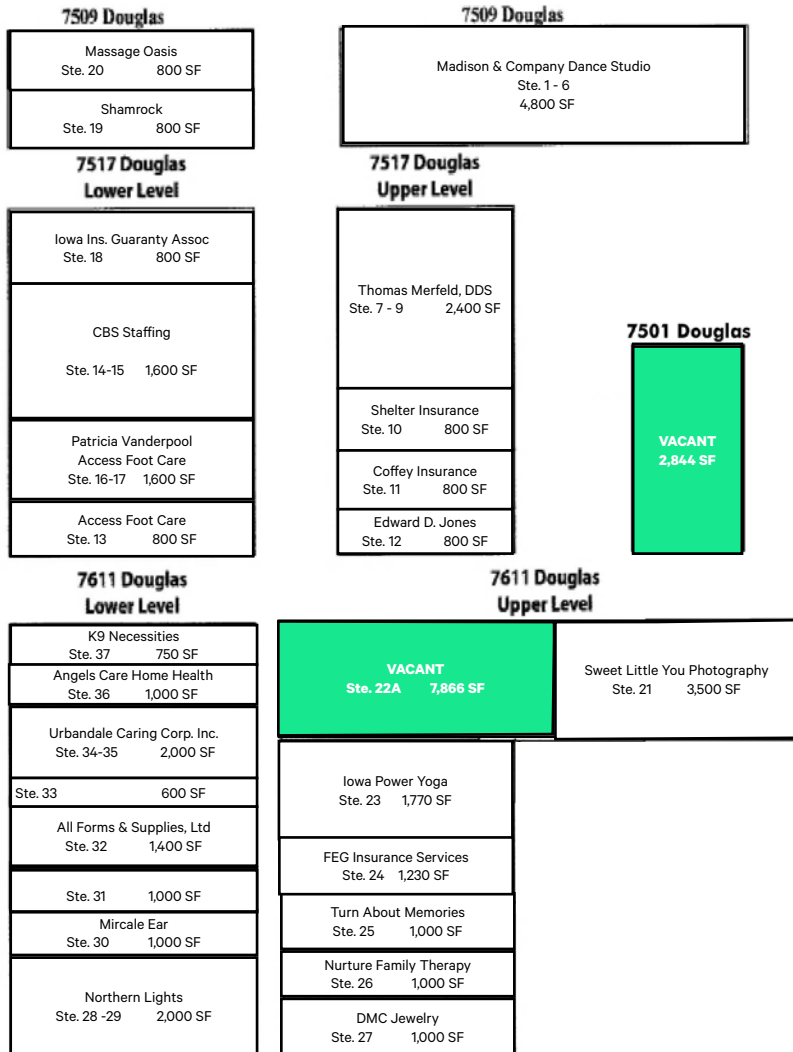 7509 Douglas
Massage Oasis
Ste. 20 800 SF
Shamrock
Ste. 19 800 SF
7509 Douglas
Madison & Company Dance Studio
Ste. 1 - 6
4,800 SF
7517 Douglas
Lower Level
Iowa Ins. Guaranty Assoc
Ste. 18 800 SF
CBS Staffing
Ste. 14-15 1,600 SF
Patricia Vanderpool
Access Foot Care
Ste. 16-17 1,600 SF
Access Foot Care
Ste. 13 800 SF
7517 Douglas
Upper Level
Thomas Merfeld, DDS
Ste. 7 - 9 2,400 SF
Shelter Insurance
Ste. 10 800 SF
Coffey Insurance
Ste. 11 800 SF
Edward D. Jones
Ste. 12 800 SF
7501 Douglas
VACANT
2,844 SF
7611 Douglas
Lower Level
K9 Necessities
Ste. 37 750 SF
Angels Care Home Health
Ste. 36 1,000 SF
Urbandale Caring Corp. Inc.
Ste. 34-35 2,000 SF
Ste. 33 600 SF
All Forms & Supplies, Ltd
Ste. 32 1,400 SF
Ste. 31 1,000 SF
Mircale Ear
Ste. 30 1,000 SF
Northern Lights
Ste. 28 -29 2,000 SF
7611 Douglas
Upper Level
VACANT
Ste. 22A 7,866 SF
Sweet Little You Photography
Ste. 21 3,500 SF
Iowa Power Yoga
Ste. 23 1,770 SF
FEG Insurance Services
Ste. 24 1,230 SF
Turn About Memories
Ste. 25 1,000 SF
Nurture Family Therapy
Ste. 26 1,000 SF
DMC Jewelry
Ste. 27 1,000 SF